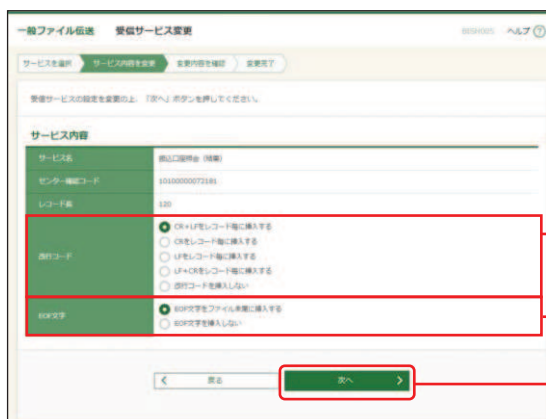 一般ファイル伝送　受信サービス変更
BRSH005 ヘルプ ?
サービスを選択 サービス内容を変更 変更内容を確認 変更完了
受信サービスの設定を変更の上、「次へ」ボタンを押してください。
サービス内容
サービス名 振込口座照会（結果）
センター確認コード 10100000072181
レコード長 120
改行コード
CR+LFをレコード毎に挿入する
CRをレコード毎に挿入する
LFをレコード毎に挿入する
LF+CRをレコード毎に挿入する
改行コードを挿入しない
EOF文字
EOF文字をファイル末尾に挿入する
EOF文字を挿入しない
戻る
次へ